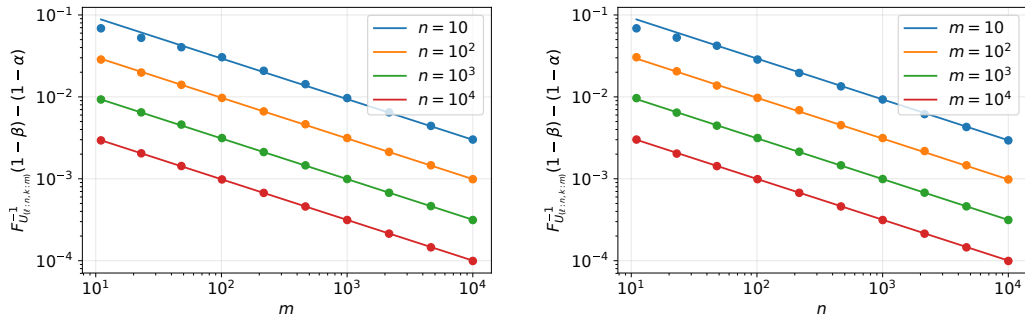 $F^{-1}_{U_{(\ell:n,k:m)}}(1-\beta)-(1-\alpha)$
$10^{-1}$
$10^{-2}$
$10^{-3}$
$10^{-4}$
$n=10$
$n=10^2$
$n=10^3$
$n=10^4$
$10^1$ $10^2$ $10^3$ $10^4$
$m$
$F^{-1}_{U_{(\ell:n,k:m)}}(1-\beta)-(1-\alpha)$
$10^{-1}$
$10^{-2}$
$10^{-3}$
$10^{-4}$
$m=10$
$m=10^2$
$m=10^3$
$m=10^4$
$10^1$ $10^2$ $10^3$ $10^4$
$n$